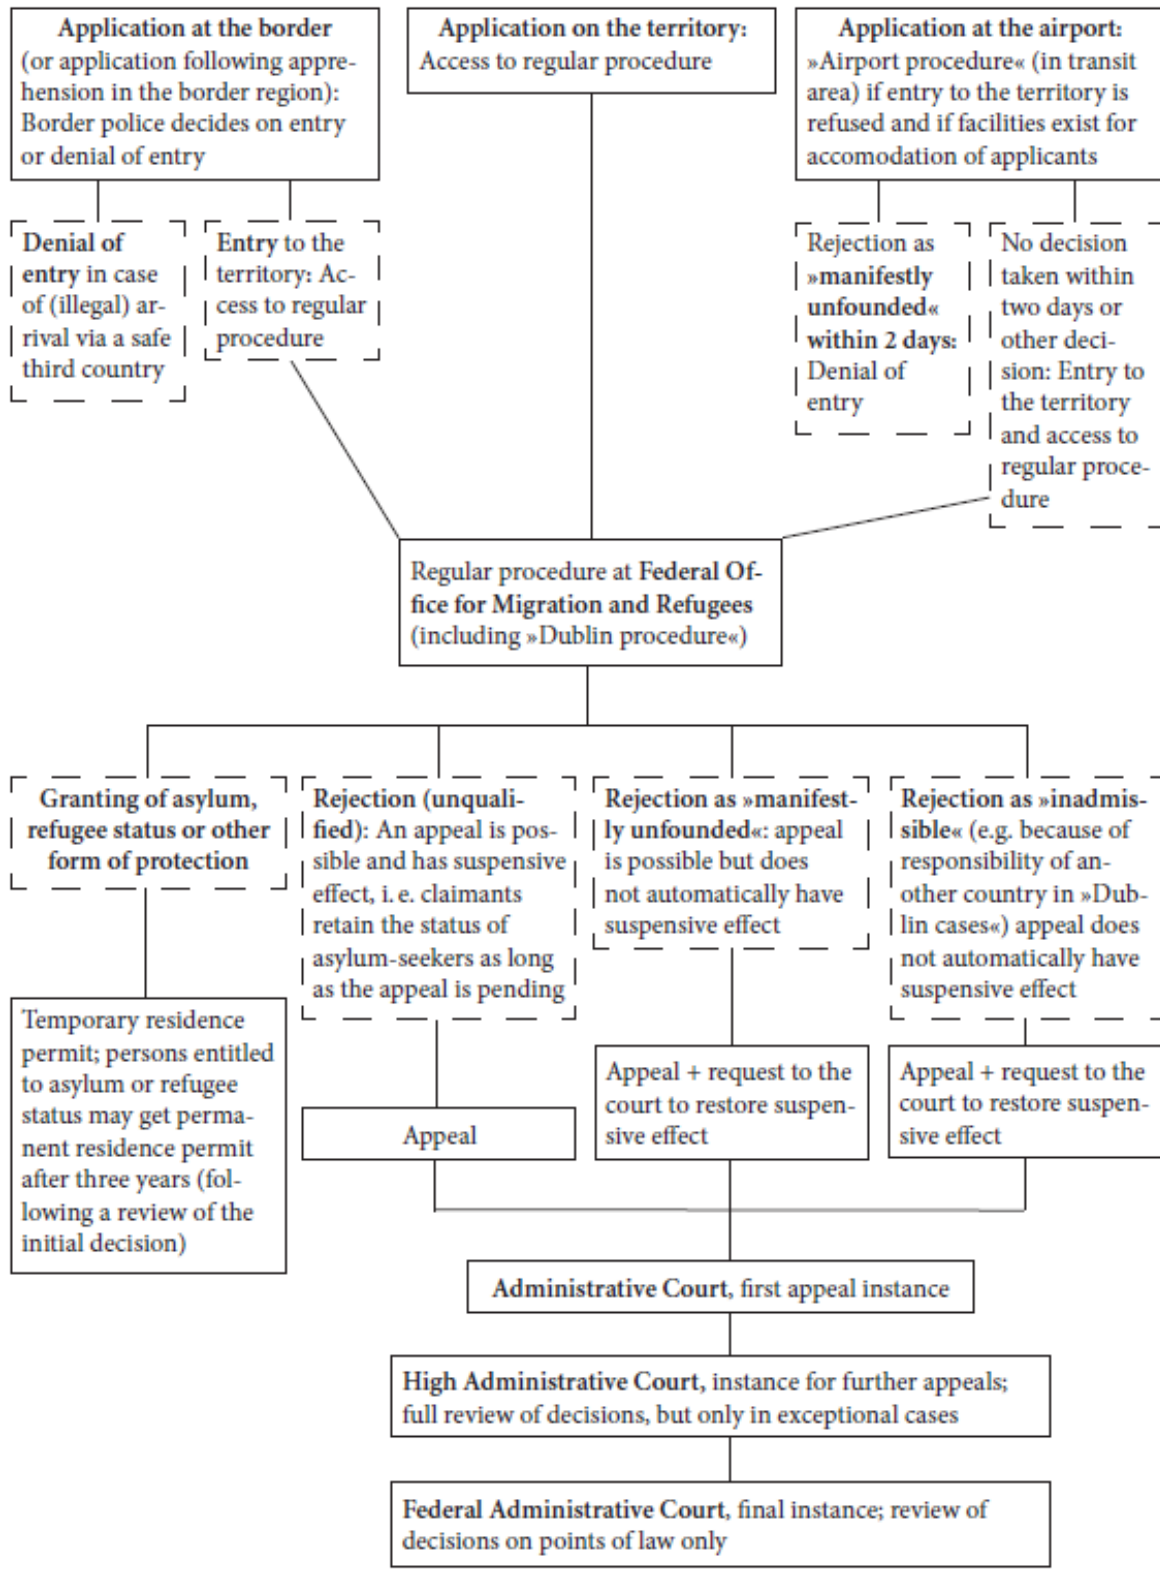 Application at the border
(or application following appre-
hension in the border region):
Border police decides on entry
or denial of entry
Application on the territory:
Access to regular procedure
Application at the airport:
»Airport procedure« (in transit
area) if entry to the territory is
refused and if facilities exist for
accomodation of applicants
Denial of
entry in case
of (illegal) ar-
rival via a safe
third country
Entry to the
territory: Ac-
cess to regular
procedure
Rejection as
»manifestly
unfounded«
within 2 days:
Denial of
entry
No decision
taken within
two days or
other deci-
sion: Entry to
the territory
and access to
regular proce-
dure
Regular procedure at Federal Of-
fice for Migration and Refugees
(including »Dublin procedure«)
Granting of asylum,
refugee status or other
form of protection
Rejection (unquali-
fied): An appeal is pos-
sible and has suspensive
effect, i. e. claimants
retain the status of
asylum-seekers as long
as the appeal is pending
Rejection as »manifest-
ly unfounded«: appeal
is possible but does
not automatically have
suspensive effect
Rejection as »inadmis-
sible« (e.g. because of
responsibility of an-
other country in »Dub-
lin cases«) appeal does
not automatically have
suspensive effect
Temporary residence
permit; persons entitled
to asylum or refugee
status may get perma-
nent residence permit
after three years (fol-
lowing a review of the
initial decision)
Appeal
Appeal + request to the
court to restore suspen-
sive effect
Appeal + request to the
court to restore suspen-
sive effect
Administrative Court, first appeal instance
High Administrative Court, instance for further appeals;
full review of decisions, but only in exceptional cases
Federal Administrative Court, final instance; review of
decisions on points of law only